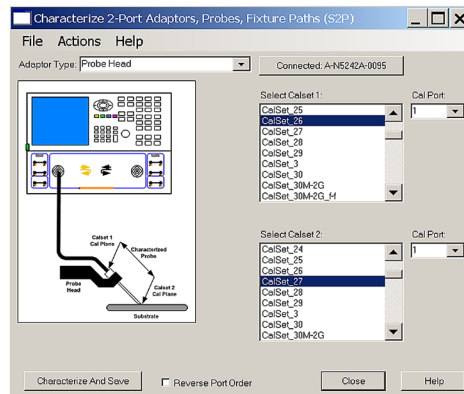 Characterize 2-Port Adaptors, Probes, Fixture Paths (S2P)
File Actions Help
Adaptor Type: Probe Head
Connected: A-N5242A-0095
Select Calset 1:
Cal Port:
CalSet_25
1
CalSet_26
CalSet_27
CalSet_28
CalSet_29
CalSet_3
CalSet_30
CalSet_30M-2G
CalSet_30M-2G_f-f
Calset 1
Cal Plane
Characterized
Probe
Probe
Head
Calset 2
Cal Plane
Substrate
Select Calset 2:
Cal Port:
CalSet_24
1
CalSet_25
CalSet_26
CalSet_27
CalSet_28
CalSet_29
CalSet_3
CalSet_30
CalSet_30M-2G
Characterize And Save
Reverse Port Order
Close
Help